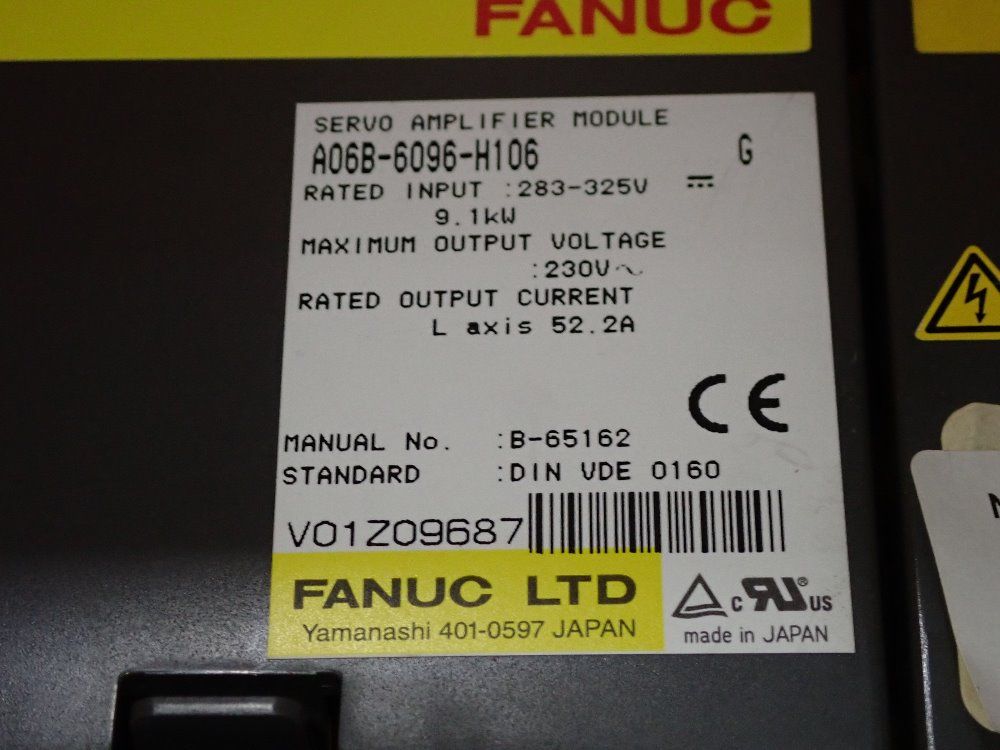 FANUC
SERVO AMPLIFIER MODULE
A06B-6096-H106 G
RATED INPUT :283-325V ⎓
9.1kW
MAXIMUM OUTPUT VOLTAGE
:230V～
RATED OUTPUT CURRENT
L axis 52.2A
CE
MANUAL No. :B-65162
STANDARD :DIN VDE 0160
V01Z09687
FANUC LTD
Yamanashi 401-0597 JAPAN
c RU® US
made in JAPAN